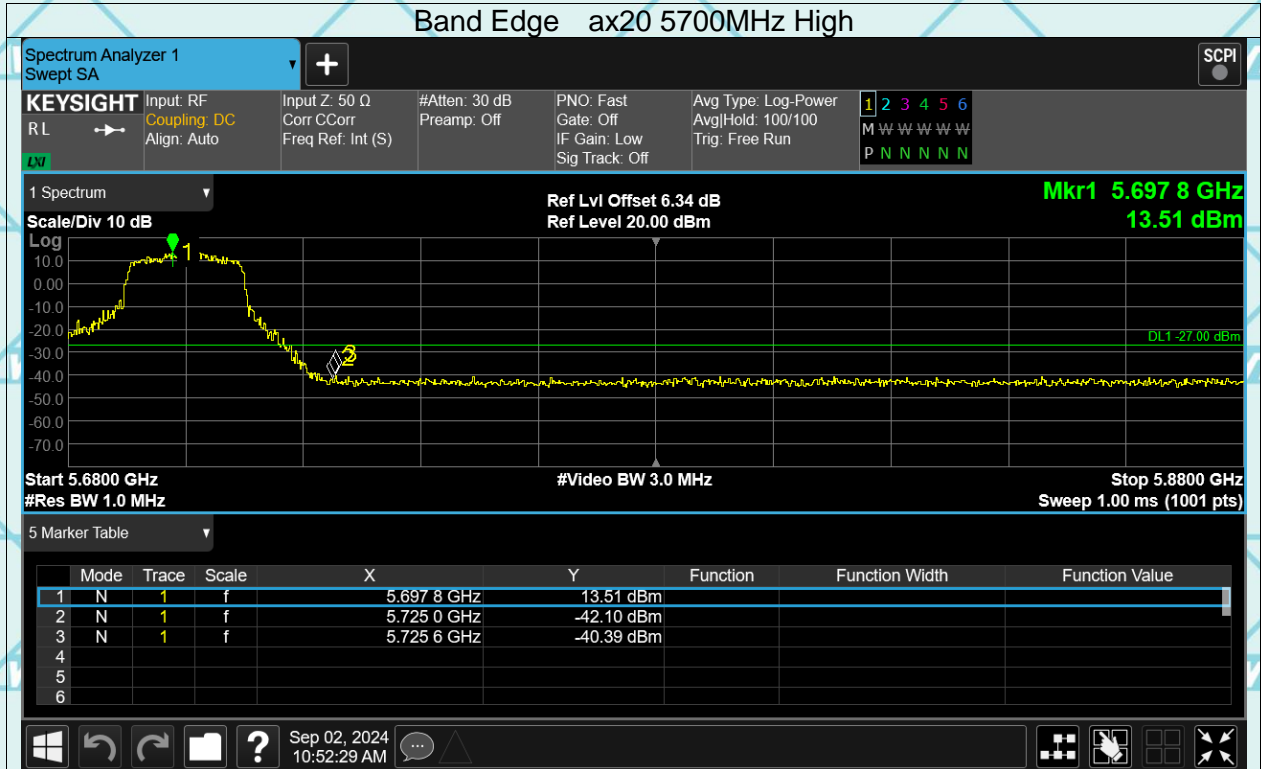 Band Edge ax20 5700MHz High
Spectrum Analyzer 1
Swept SA
+
SCPI
KEYSIGHT
RL
LXI
Input: RF
Coupling: DC
Align: Auto
Input Z: 50 Ω
Corr CCorr
Freq Ref: Int (S)
#Atten: 30 dB
Preamp: Off
PNO: Fast
Gate: Off
IF Gain: Low
Sig Track: Off
Avg Type: Log-Power
Avg|Hold: 100/100
Trig: Free Run
1 2 3 4 5 6
M W W W W W
P N N N N N
1 Spectrum
Scale/Div 10 dB
Ref Lvl Offset 6.34 dB
Ref Level 20.00 dBm
Mkr1 5.697 8 GHz
13.51 dBm
Log
10.0
0.00
-10.0
-20.0
-30.0
-40.0
-50.0
-60.0
-70.0
1
DL1 -27.00 dBm
Start 5.6800 GHz
#Res BW 1.0 MHz
#Video BW 3.0 MHz
Stop 5.8800 GHz
Sweep 1.00 ms (1001 pts)
5 Marker Table
Mode Trace Scale X Y Function Function Width Function Value
1 N 1 f 5.697 8 GHz 13.51 dBm
2 N 1 f 5.725 0 GHz -42.10 dBm
3 N 1 f 5.725 6 GHz -40.39 dBm
4
5
6
?
Sep 02, 2024
10:52:29 AM